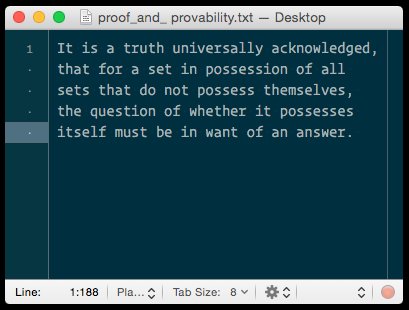 proof_and_ provability.txt — Desktop
1 It is a truth universally acknowledged,
that for a set in possession of all
sets that do not possess themselves,
the question of whether it possesses
itself must be in want of an answer.
Line: 1:188 Pla... Tab Size: 8